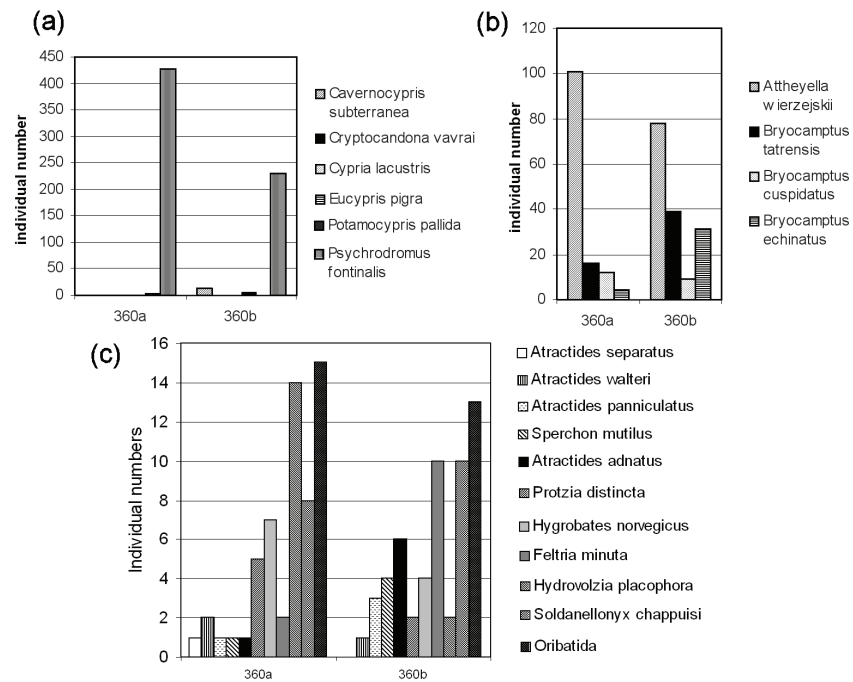 (a)
450
400
350
300
250
200
150
100
50
0
individual number
360a
360b
Cavernocypris
subterranea
Cryptocandona vavrai
Cypria lacustris
Eucypris pigra
Potamocypris pallida
Psychrodromus
fontinalis
(b)
120
100
80
60
40
20
0
individual number
360a
360b
Attheyella
wierzejskii
Bryocamptus
tatrensis
Bryocamptus
cuspidatus
Bryocamptus
echinatus
(c)
16
14
12
10
8
6
4
2
0
Individual numbers
360a
360b
Atractides separatus
Atractides walteri
Atractides panniculatus
Sperchon mutilus
Atractides adnatus
Protzia distincta
Hygrobates norvegicus
Feltria minuta
Hydrovolzia placophora
Soldanellonyx chappuisi
Oribatida